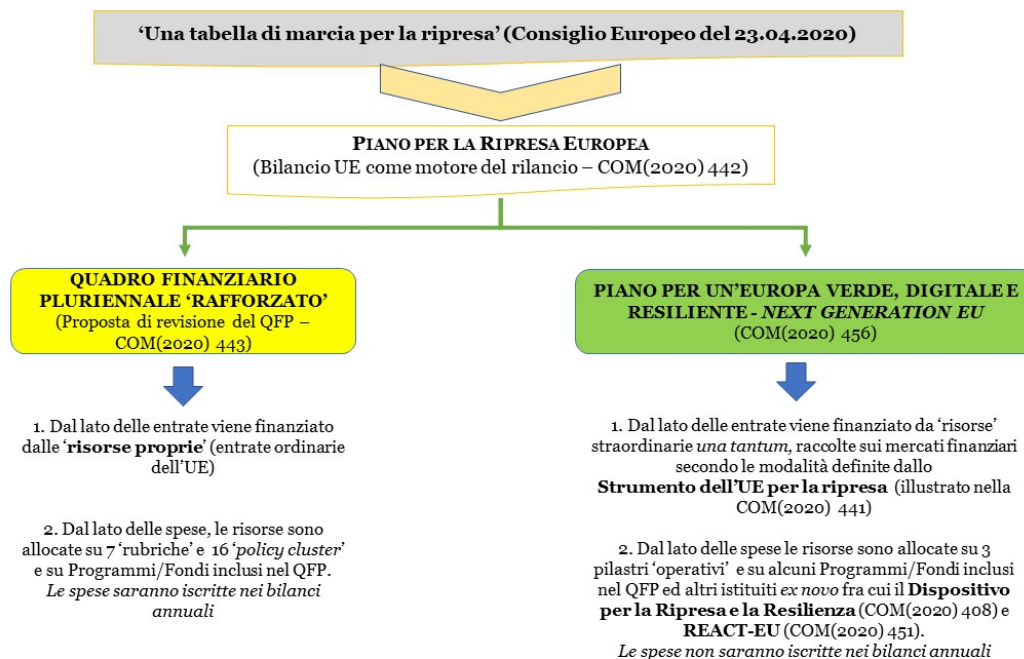 ‘Una tabella di marcia per la ripresa’ (Consiglio Europeo del 23.04.2020)
PIANO PER LA RIPRESA EUROPEA
(Bilancio UE come motore del rilancio – COM(2020) 442)
QUADRO FINANZIARIO
PLURIENNALE ‘RAFFORZATO’
(Proposta di revisione del QFP –
COM(2020) 443)
1. Dal lato delle entrate viene finanziato
dalle ‘risorse proprie’ (entrate ordinarie
dell’UE)
2. Dal lato delle spese, le risorse sono
allocate su 7 ‘rubriche’ e 16 ‘policy cluster’
e su Programmi/Fondi inclusi nel QFP.
Le spese saranno iscritte nei bilanci
annuali
PIANO PER UN’EUROPA VERDE, DIGITALE E
RESILIENTE - NEXT GENERATION EU
(COM(2020) 456)
1. Dal lato delle entrate viene finanziato da ‘risorse’
straordinarie una tantum, raccolte sui mercati finanziari
secondo le modalità definite dallo
Strumento dell’UE per la ripresa (illustrato nella
COM(2020) 441)
2. Dal lato delle spese le risorse sono allocate su 3
pilastri ‘operativi’ e su alcuni Programmi/Fondi inclusi
nel QFP ed altri istituiti ex novo fra cui il Dispositivo
per la Ripresa e la Resilienza (COM(2020) 408) e
REACT-EU (COM(2020) 451).
Le spese non saranno iscritte nei bilanci annuali